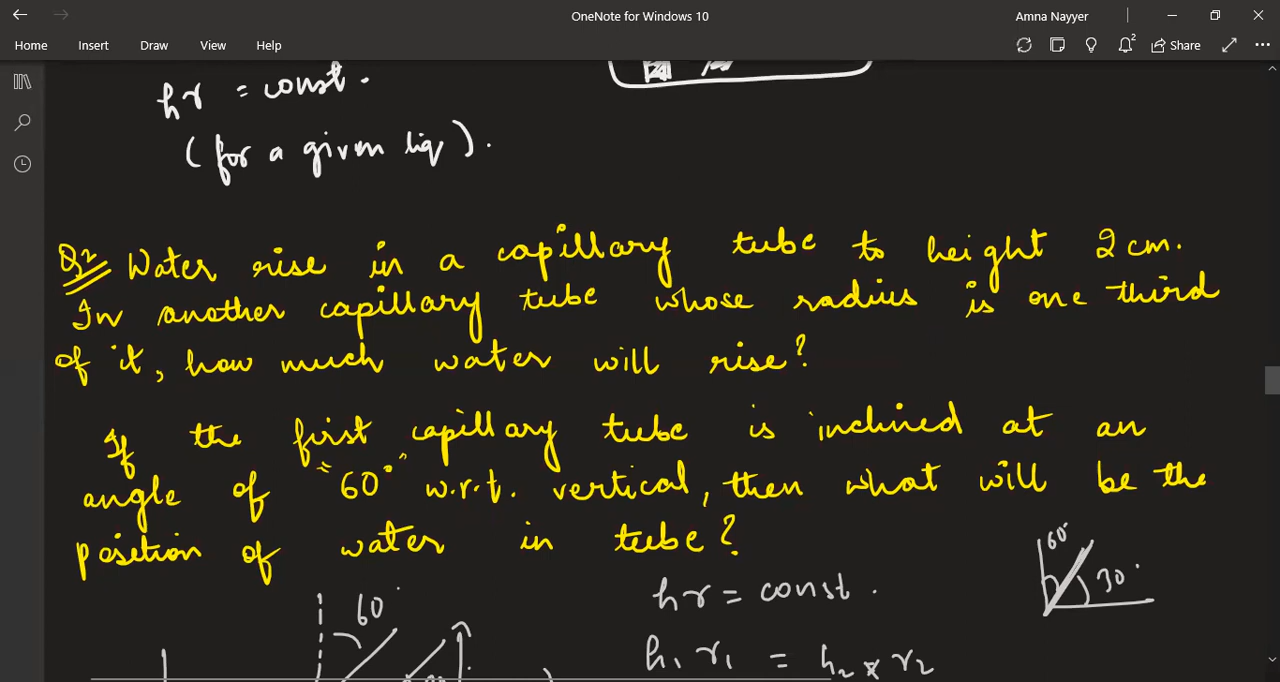 OneNote for Windows 10
Amna Nayyer
Home Insert Draw View Help
2
Share
hr = const.
(for a given liq).
Q2 Water rise in a capillary tube to height 2 cm.
In another capillary tube whose radius is one third
of it, how much water will rise?
If the first capillary tube is inclined at an
angle of "60°" w.r.t. vertical, then what will be the
position of water in tube?
60°
30°
60°
hr = const.
h1 r1 = h2 × r2